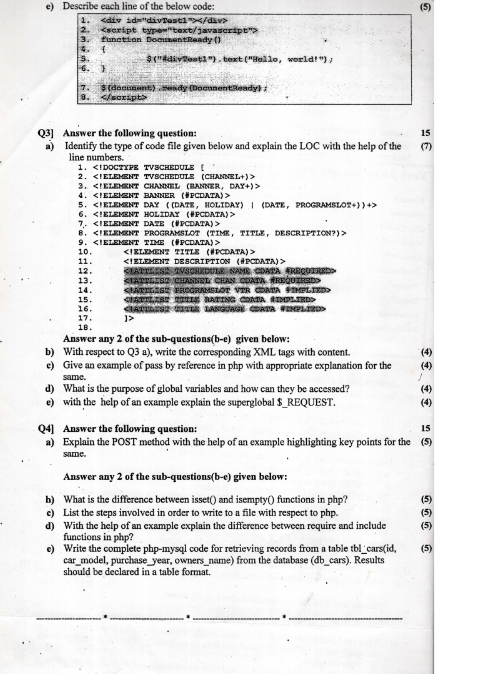 e) Describe each line of the below code: (5)
1. <div id="divTest1"></div>
2. <script type="text/javascript">
3. function DocumentReady()
4. {
5. $("#divTest1").text("Hello, world!");
6. }
7. $(document).ready(DocumentReady);
8. </script>
Q3] Answer the following question: 15
a) Identify the type of code file given below and explain the LOC with the help of the (7)
line numbers.
1. <!DOCTYPE TVSCHEDULE [
2. <!ELEMENT TVSCHEDULE (CHANNEL+)>
3. <!ELEMENT CHANNEL (BANNER, DAY+)>
4. <!ELEMENT BANNER (#PCDATA)>
5. <!ELEMENT DAY ((DATE, HOLIDAY) | (DATE, PROGRAMSLOT+))+>
6. <!ELEMENT HOLIDAY (#PCDATA)>
7. <!ELEMENT DATE (#PCDATA)>
8. <!ELEMENT PROGRAMSLOT (TIME, TITLE, DESCRIPTION?)>
9. <!ELEMENT TIME (#PCDATA)>
10. <!ELEMENT TITLE (#PCDATA)>
11. <!ELEMENT DESCRIPTION (#PCDATA)>
12. <!ATTLIST TVSCHEDULE NAME CDATA #REQUIRED>
13. <!ATTLIST CHANNEL CHAN CDATA #REQUIRED>
14. <!ATTLIST PROGRAMSLOT VTR CDATA #IMPLIED>
15. <!ATTLIST TITLE RATING CDATA #IMPLIED>
16. <!ATTLIST TITLE LANGUAGE CDATA #IMPLIED>
17. ]>
18.
Answer any 2 of the sub-questions(b-e) given below:
b) With respect to Q3 a), write the corresponding XML tags with content. (4)
c) Give an example of pass by reference in php with appropriate explanation for the (4)
same.
d) What is the purpose of global variables and how can they be accessed? (4)
e) with the help of an example explain the superglobal $_REQUEST. (4)
Q4] Answer the following question: 15
a) Explain the POST method with the help of an example highlighting key points for the (5)
same.
Answer any 2 of the sub-questions(b-e) given below:
b) What is the difference between isset() and isempty() functions in php? (5)
c) List the steps involved in order to write to a file with respect to php. (5)
d) With the help of an example explain the difference between require and include (5)
functions in php?
e) Write the complete php-mysql code for retrieving records from a table tbl_cars(id, (5)
car_model, purchase_year, owners_name) from the database (db_cars). Results
should be declared in a table format.